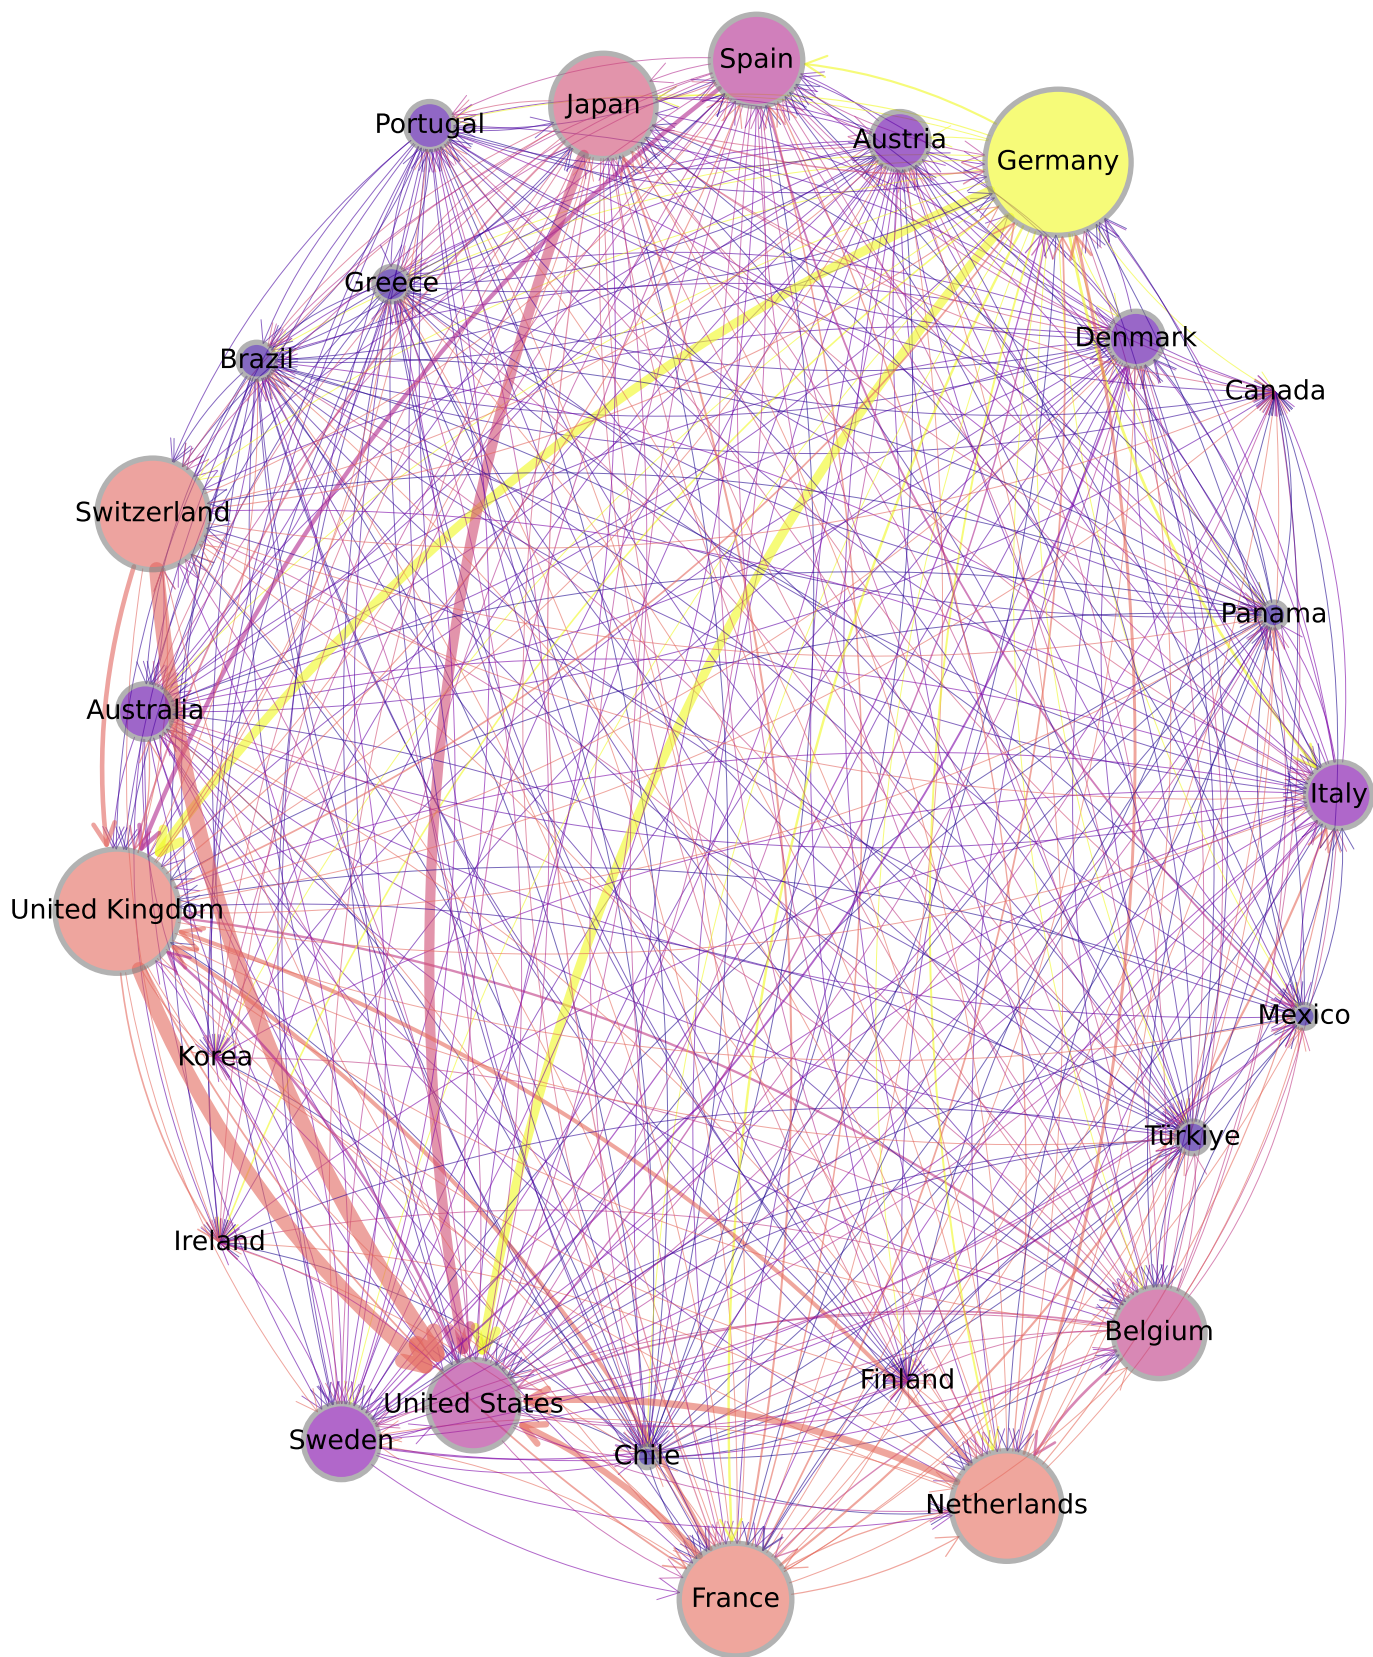 Spain
Japan
Portugal
Austria
Germany
Greece
Denmark
Brazil
Canada
Switzerland
Panama
Australia
Italy
United Kingdom
Mexico
Korea
Türkiye
Ireland
Belgium
Finland
United States
Sweden
Chile
Netherlands
France